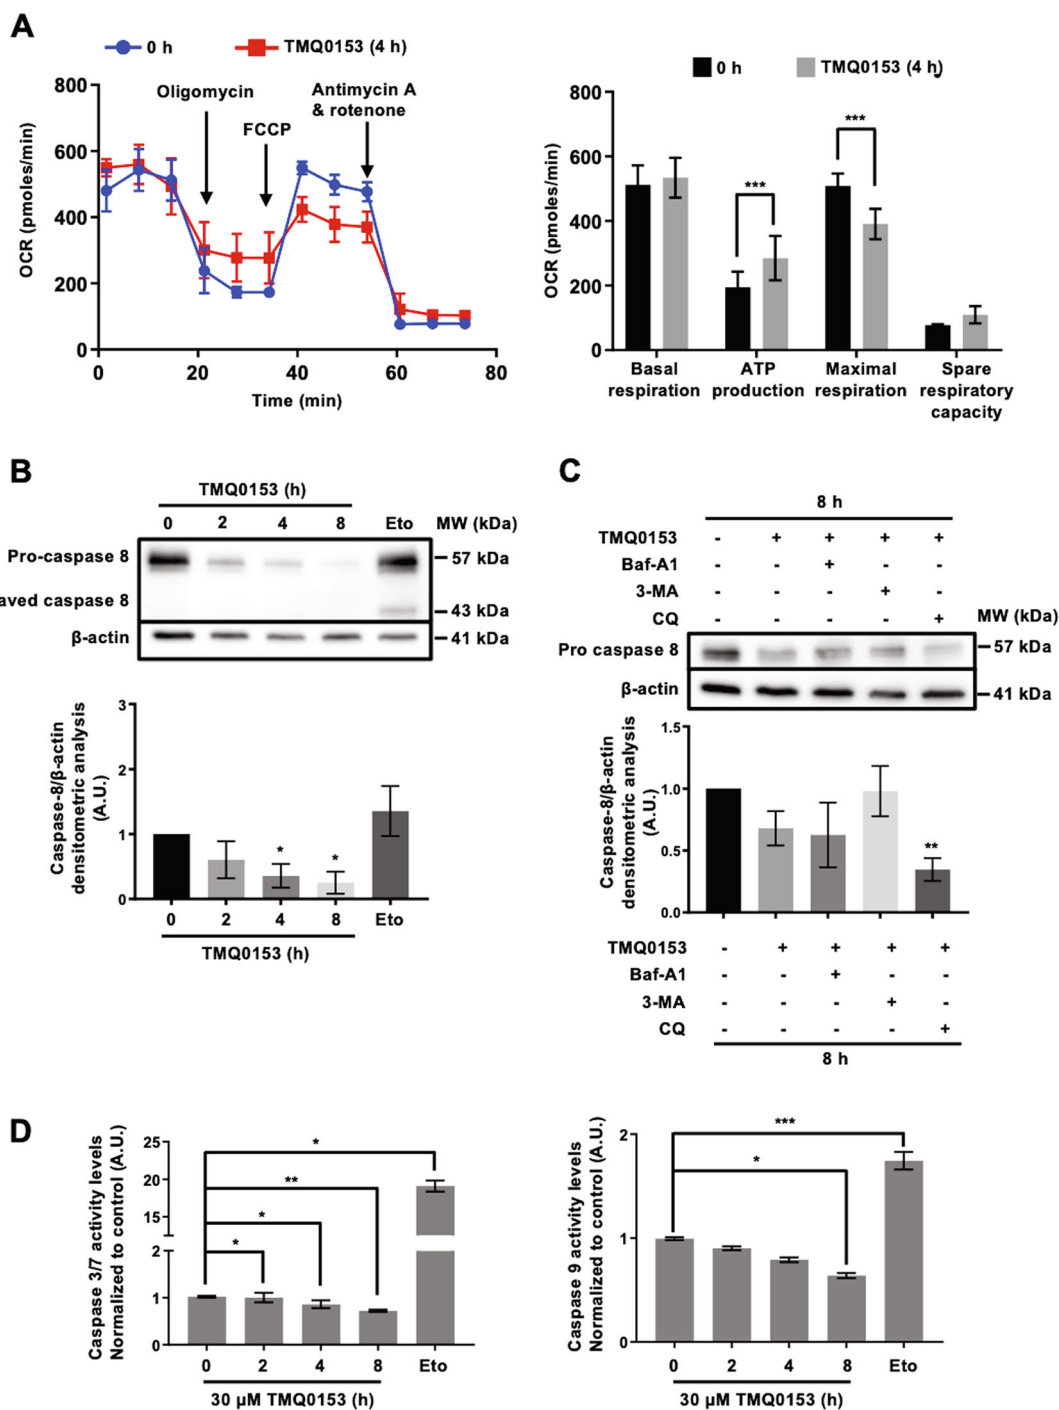 A
0 h
TMQ0153 (4 h)
OCR (pmoles/min)
800
600
400
200
0
Oligomycin
FCCP
Antimycin A
& rotenone
0 20 40 60 80
Time (min)
0 h
TMQ0153 (4 h)
OCR (pmoles/min)
800
600
400
200
0
***
***
Basal
respiration
ATP
production
Maximal
respiration
Spare
respiratory
capacity
B
TMQ0153 (h)
0 2 4 8 Eto MW (kDa)
Pro-caspase 8
57 kDa
aved caspase 8
43 kDa
β-actin
41 kDa
Caspase-8/β-actin
densitometric analysis
(A.U.)
3
2
1
0
*
*
0 2 4 8 Eto
TMQ0153 (h)
C
8 h
TMQ0153 - + + + +
Baf-A1 - - + - -
3-MA - - - + -
CQ - - - - +
MW (kDa)
Pro caspase 8
57 kDa
β-actin
41 kDa
Caspase-8/β-actin
densitometric analysis
(A.U.)
1.5
1.0
0.5
0.0
**
TMQ0153 - + + + +
Baf-A1 - - + - -
3-MA - - - + -
CQ - - - - +
8 h
D
Caspase 3/7 activity levels
Normalized to control (A.U.)
25
20
15
2
1
0
*
**
*
*
0 2 4 8 Eto
30 µM TMQ0153 (h)
Caspase 9 activity levels
Normalized to control (A.U.)
2
1
0
***
*
0 2 4 8 Eto
30 µM TMQ0153 (h)